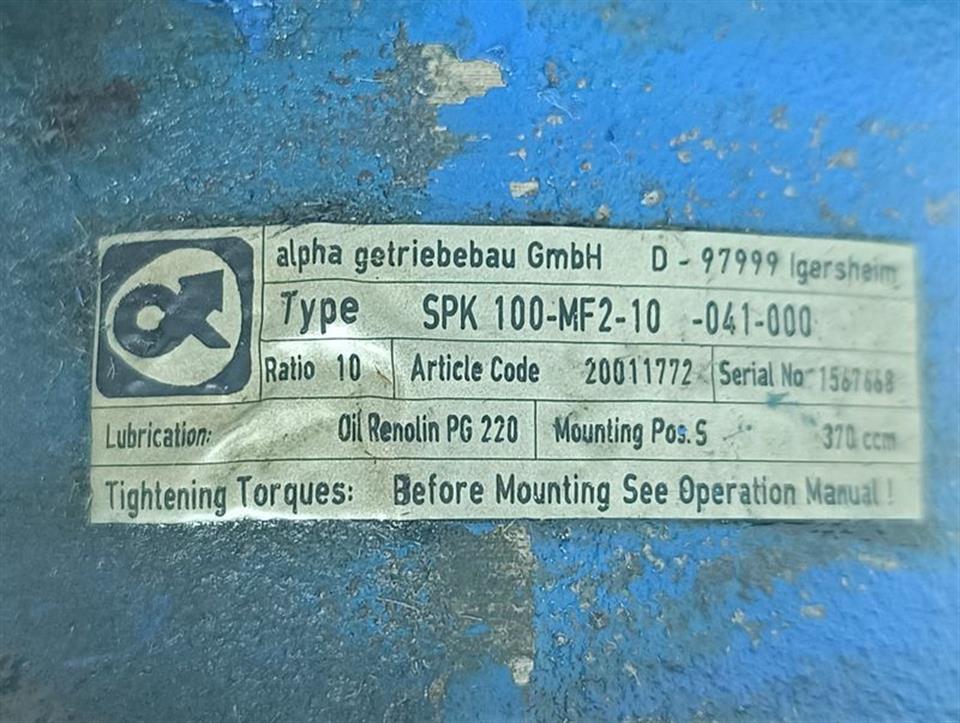 alpha getriebebau GmbH D - 97999 Igersheim
Type SPK 100-MF2-10 -041-000
Ratio 10 Article Code 20011772 Serial No 1567668
Lubrication: Oil Renolin PG 220 Mounting Pos. S 370 ccm
Tightening Torques: Before Mounting See Operation Manual !